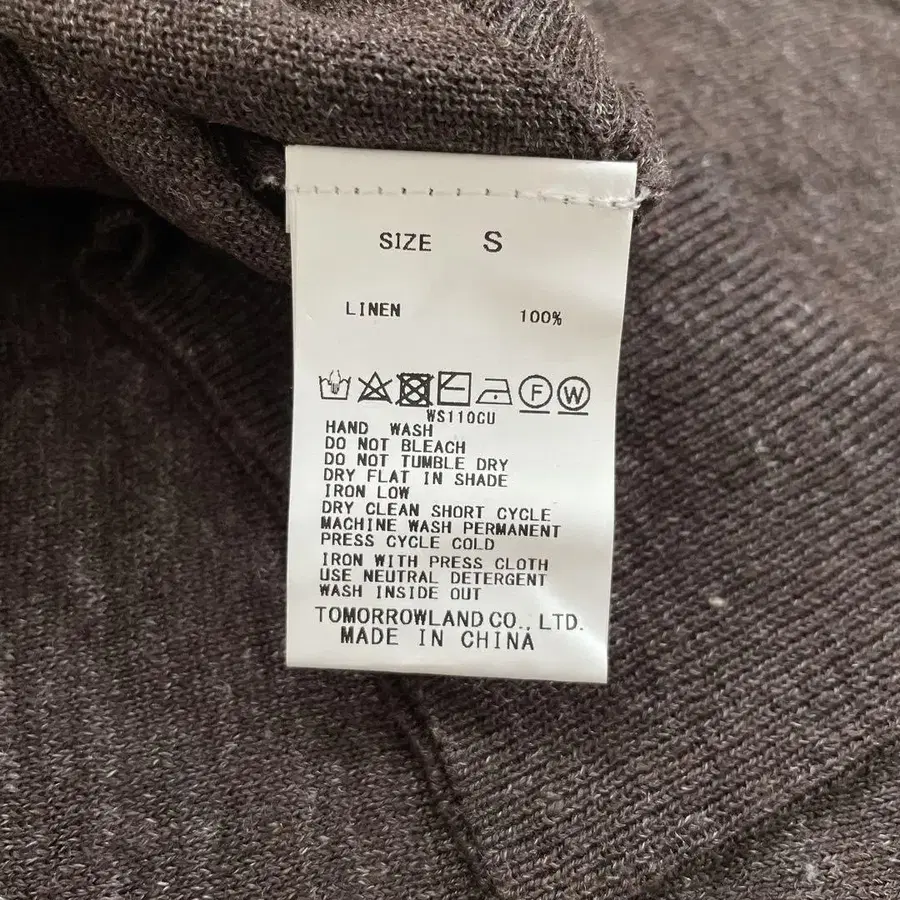 SIZE S
LINEN 100%
F W
WS110GU
HAND WASH
DO NOT BLEACH
DO NOT TUMBLE DRY
DRY FLAT IN SHADE
IRON LOW
DRY CLEAN SHORT CYCLE
MACHINE WASH PERMANENT
PRESS CYCLE COLD
IRON WITH PRESS CLOTH
USE NEUTRAL DETERGENT
WASH INSIDE OUT
TOMORROWLAND CO., LTD.
MADE IN CHINA